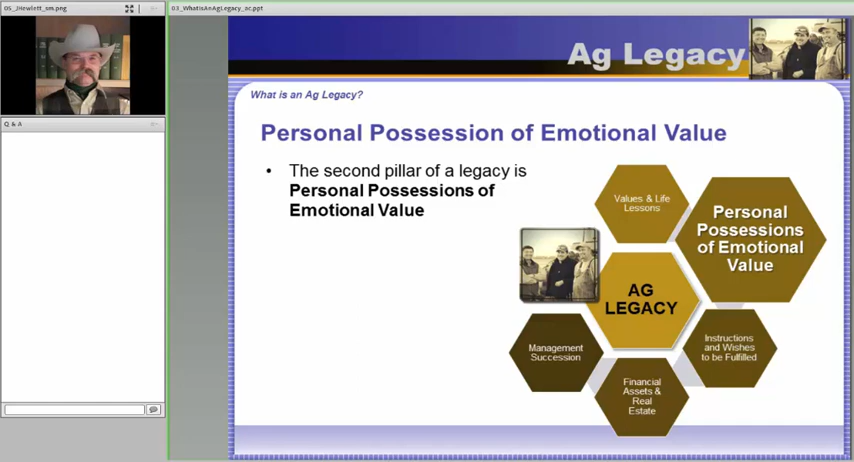 05_JHewlett_sm.png
03_WhatIsAnAgLegacy_ac.ppt
Q & A
Ag Legacy
What is an Ag Legacy?
Personal Possession of Emotional Value
• The second pillar of a legacy is
Personal Possessions of
Emotional Value
Values & Life
Lessons
Personal
Possessions
of Emotional
Value
AG
LEGACY
Instructions
and Wishes
to be Fulfilled
Financial
Assets &
Real
Estate
Management
Succession